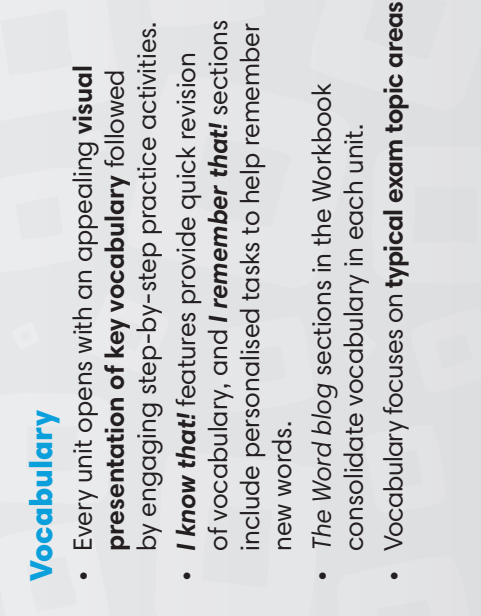 Vocabulary
• Every unit opens with an appealing visual
presentation of key vocabulary followed
by engaging step-by-step practice activities.
• I know that! features provide quick revision
of vocabulary, and I remember that! sections
include personalised tasks to help remember
new words.
• The Word blog sections in the Workbook
consolidate vocabulary in each unit.
• Vocabulary focuses on typical exam topic areas